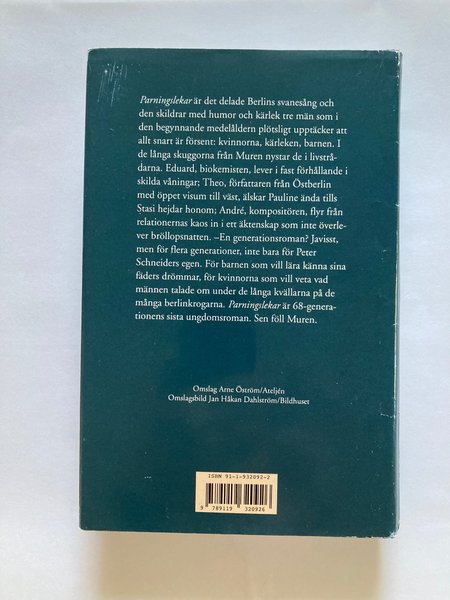 Parningslekar är det delade Berlins svanesång och
den skildrar med humor och kärlek tre män som i
den begynnande medelåldern plötsligt upptäcker att
allt snart är försent: kvinnorna, kärleken, barnen. I
de långa skuggorna från Muren nystar de i livstrå-
darna. Eduard, biokemisten, lever i fast förhållande i
skilda våningar; Theo, författaren från Östberlin
med öppet visum till väst, älskar Pauline ända tills
Stasi hejdar honom; André, kompositören, flyr från
relationernas kaos in i ett äktenskap som inte överle-
ver bröllopsnatten. –En generationsroman? Javisst,
men för flera generationer, inte bara för Peter
Schneiders egen. För barnen som vill lära känna sina
fäders drömmar, för kvinnorna som vill veta vad
männen talade om under de långa kvällarna på de
många berlinkrogarna. Parningslekar är 68-genera-
tionens sista ungdomsroman. Sen föll Muren.
Omslag Arne Öström/Ateljén
Omslagsbild Jan Håkan Dahlström/Bildhuset
ISBN 91-1-932092-2
9 789119 320926